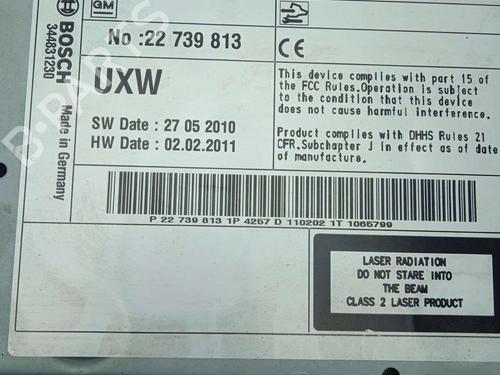 GM
BOSCH
344831230
Made in Germany
No :22 739 813
UXW
SW Date : 27 05 2010
HW Date : 02.02.2011
This device complies with part 15 of
the FCC Rules.Operation is subject
to the condition that this device
does not cause harmful interference.
Product complies with DHHS Rules 21
CFR.Subchapter J in effect as of date
of manufacture.
P 22 739 813 1P 4257 D 110202 1T 1065799
LASER RADIATION
DO NOT STARE INTO
THE BEAM
CLASS 2 LASER PRODUCT
B-PARTS